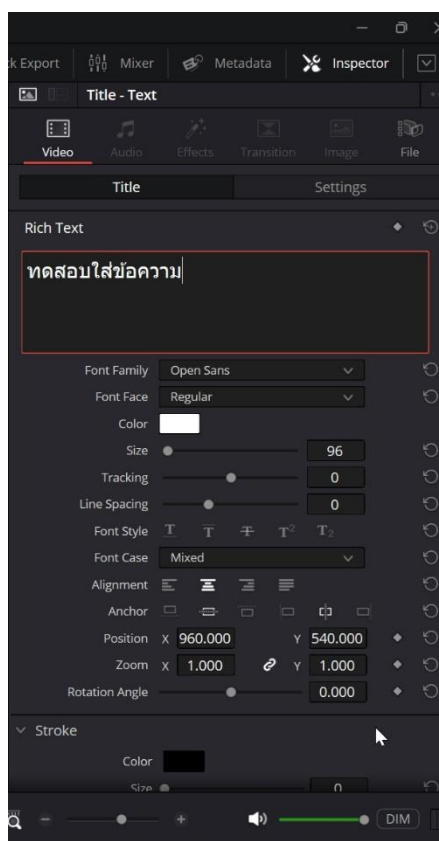 k Export Mixer Metadata Inspector
Title - Text
Video Audio Effects Transition Image File
Title Settings
Rich Text
ทดสอบใส่ข้อความ
Font Family Open Sans
Font Face Regular
Color
Size 96
Tracking 0
Line Spacing 0
Font Style T T T T² T₂
Font Case Mixed
Alignment
Anchor
Position X 960.000 Y 540.000
Zoom X 1.000 Y 1.000
Rotation Angle 0.000
Stroke
Color
Size 0
DIM